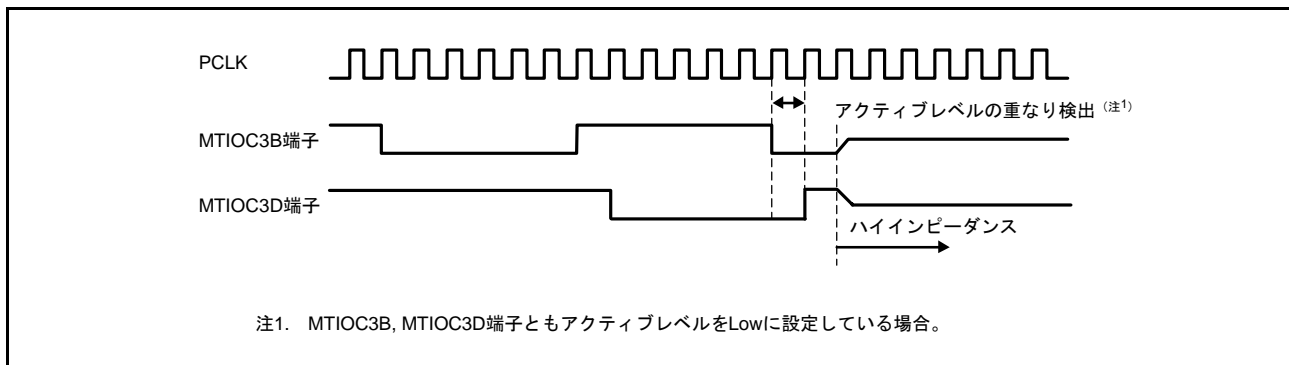 PCLK
アクティブレベルの重なり検出（注1）
MTIOC3B端子
MTIOC3D端子
ハイインピーダンス
注1. MTIOC3B, MTIOC3D端子ともアクティブレベルをLowに設定している場合。